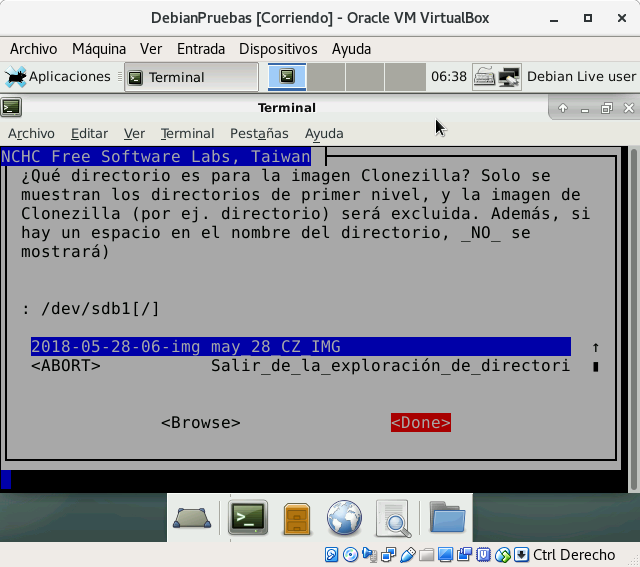 DebianPruebas [Corriendo] - Oracle VM VirtualBox
Archivo Máquina Ver Entrada Dispositivos Ayuda
Aplicaciones Terminal 06:38 Debian Live user
Terminal
Archivo Editar Ver Terminal Pestañas Ayuda
NCHC Free Software Labs, Taiwan
¿Qué directorio es para la imagen Clonezilla? Solo se
muestran los directorios de primer nivel, y la imagen de
Clonezilla (por ej. directorio) será excluida. Además, si
hay un espacio en el nombre del directorio, _NO_ se
mostrará)
: /dev/sdb1[/]
2018-05-28-06-img may_28_CZ_IMG
<ABORT> Salir_de_la_exploración_de_directori
<Browse> <Done>
Ctrl Derecho